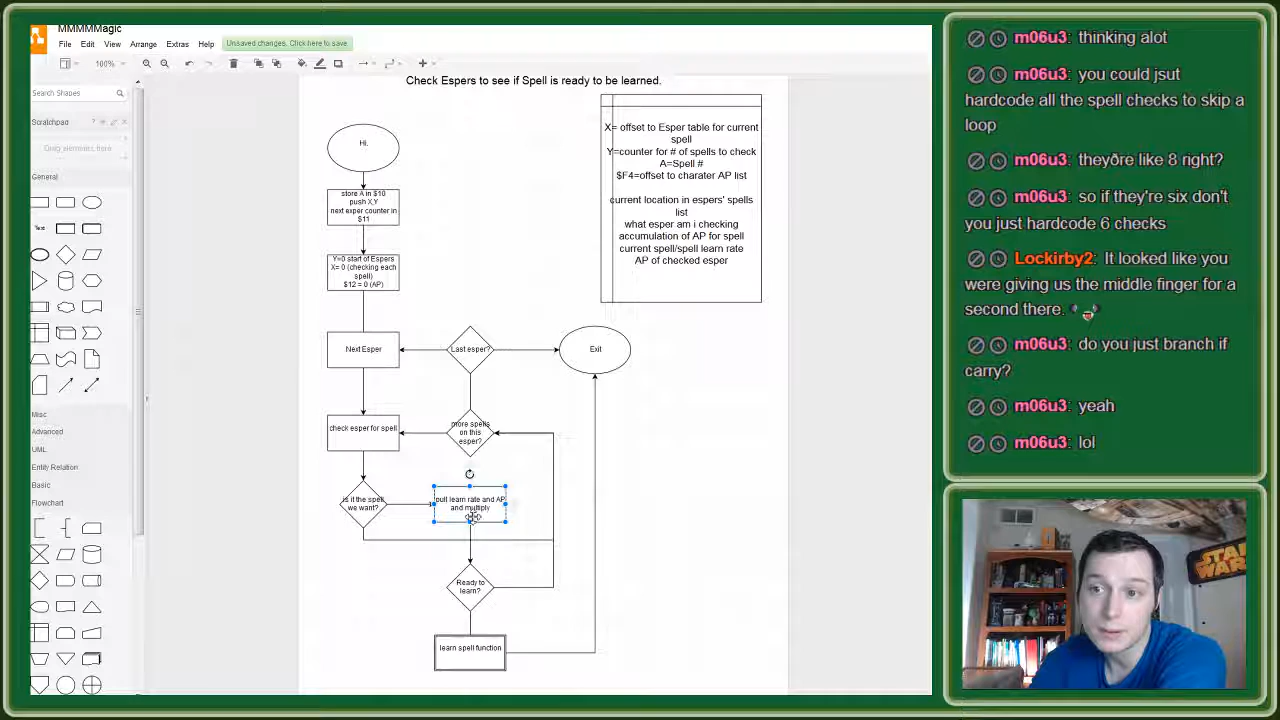 MMMMMagic
File Edit View Arrange Extras Help
Unsaved changes. Click here to save
100%
Search Shapes
Scratchpad
Drag elements here
General
Text
Misc
Advanced
UML
Entity Relation
Basic
Flowchart
Check Espers to see if Spell is ready to be learned.
Hi.
store A in $10
push X,Y
next esper counter in
$11
Y=0 start of Espers
X= 0 (checking each
spell)
$12 = 0 (AP)
Next Esper
Last esper?
Exit
check esper for spell
more spells
on this
esper?
is it the spell
we want?
pull learn rate and AP
and multiply
Ready to
learn?
learn spell function
X= offset to Esper table for current
spell
Y=counter for # of spells to check
A=Spell #
$F4=offset to charater AP list
current location in espers' spells
list
what esper am i checking
accumulation of AP for spell
current spell/spell learn rate
AP of checked esper
m06u3: thinking alot
m06u3: you could jsut
hardcode all the spell checks to skip a
loop
m06u3: theyðre like 8 right?
m06u3: so if they're six don't
you just hardcode 6 checks
Lockirby2: It looked like you
were giving us the middle finger for a
second there.
m06u3: do you just branch if
carry?
m06u3: yeah
m06u3: lol
STAR
WARS